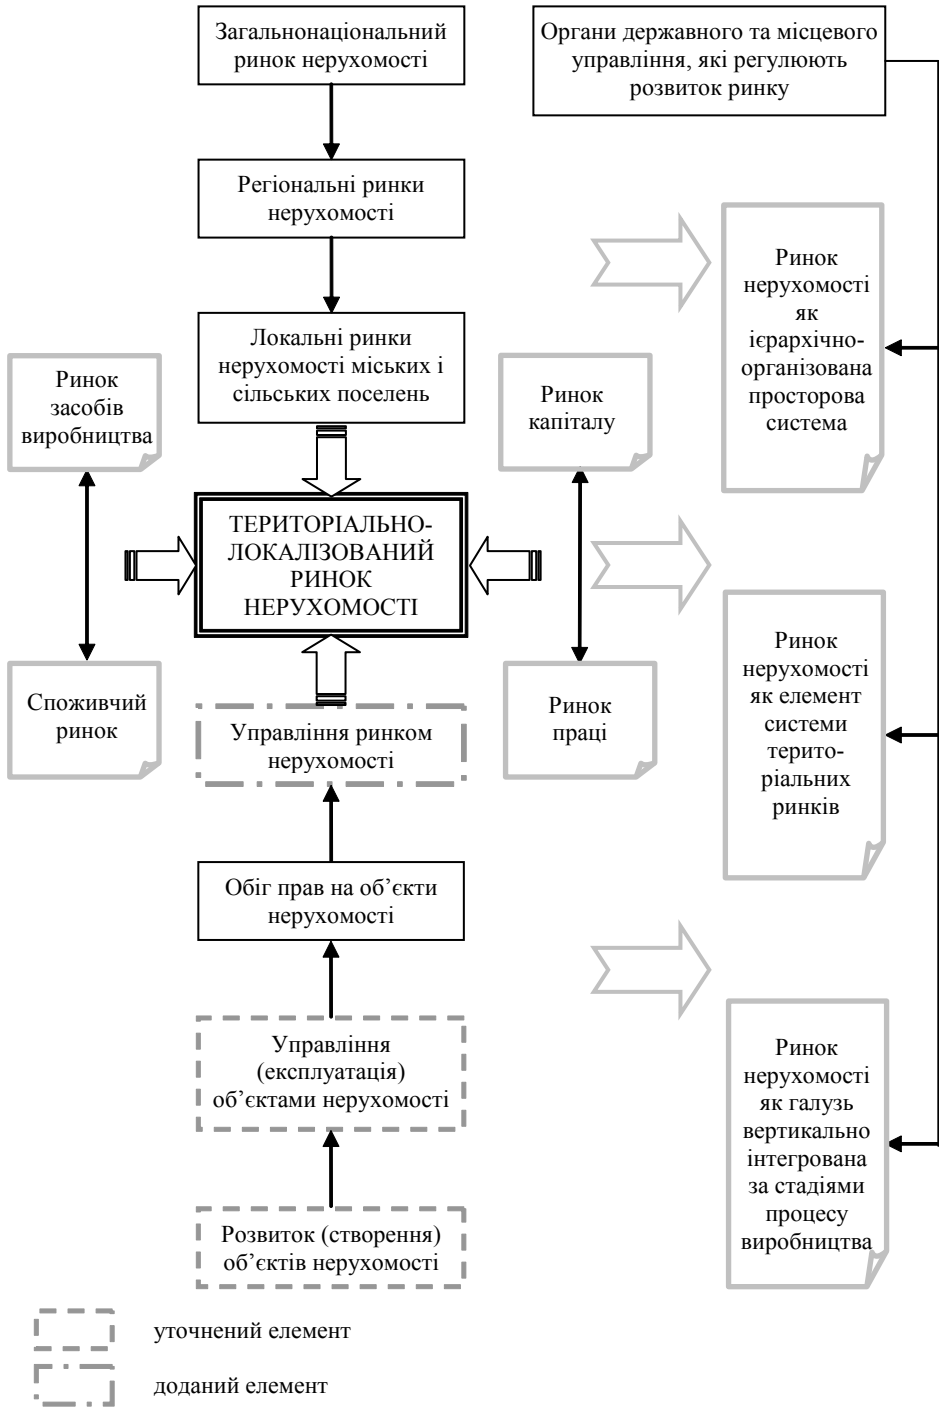 Загальнонаціональний
ринок нерухомості
Органи державного та місцевого
управління, які регулюють
розвиток ринку
Регіональні ринки
нерухомості
Ринок
нерухомості
як
ієрархічно-
організована
просторова
система
Локальні ринки
нерухомості міських і
сільських поселень
Ринок
засобів
виробництва
Ринок
капіталу
ТЕРИТОРІАЛЬНО-
ЛОКАЛІЗОВАНИЙ
РИНОК
НЕРУХОМОСТІ
Ринок
нерухомості
як елемент
системи
терито-
ріальних
ринків
Споживчий
ринок
Управління ринком
нерухомості
Ринок
праці
Обіг прав на об’єкти
нерухомості
Управління
(експлуатація)
об’єктами нерухомості
Ринок
нерухомості
як галузь
вертикально
інтегрована
за стадіями
процесу
виробництва
Розвиток (створення)
об’єктів нерухомості
уточнений елемент
доданий елемент